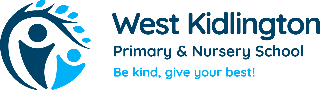 West Kidlington
Primary & Nursery School
Be kind, give your best!